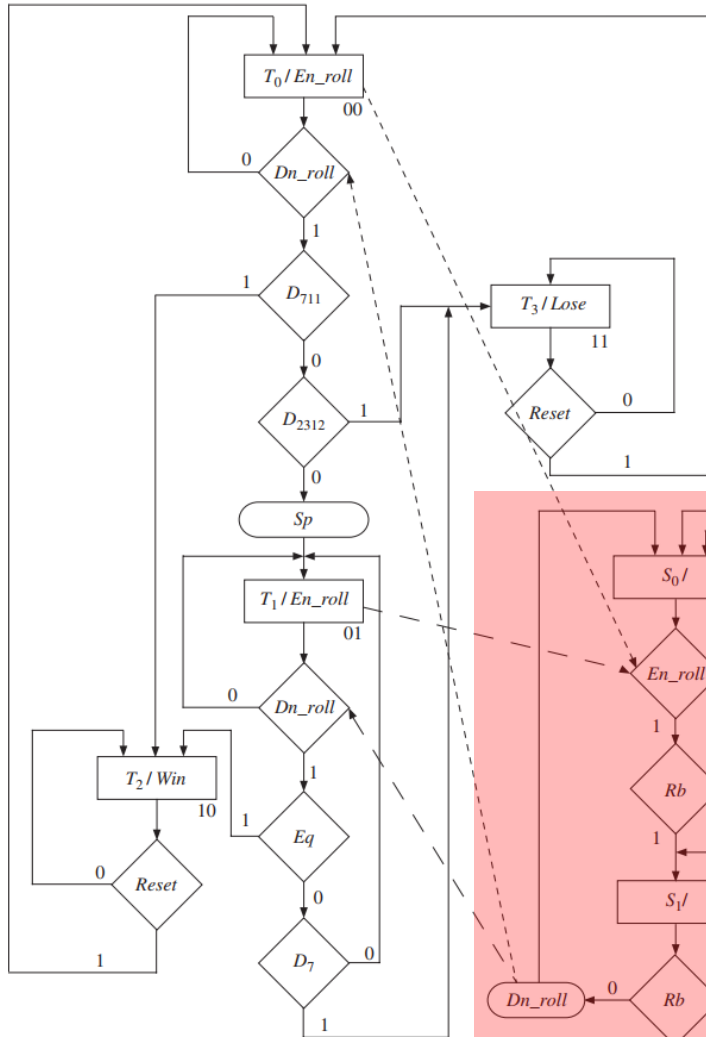 T₀ / En_roll
00
0
Dn_roll
1
1
D₇₁₁
0
D₂₃₁₂
1
0
Sp
T₁ / En_roll
01
0
Dn_roll
1
1
Eq
0
D₇
0
1
T₂ / Win
10
0
Reset
1
T₃ / Lose
11
Reset
0
1
S₀ /
En_roll
1
Rb
1
S₁ /
Rb
0
Dn_roll